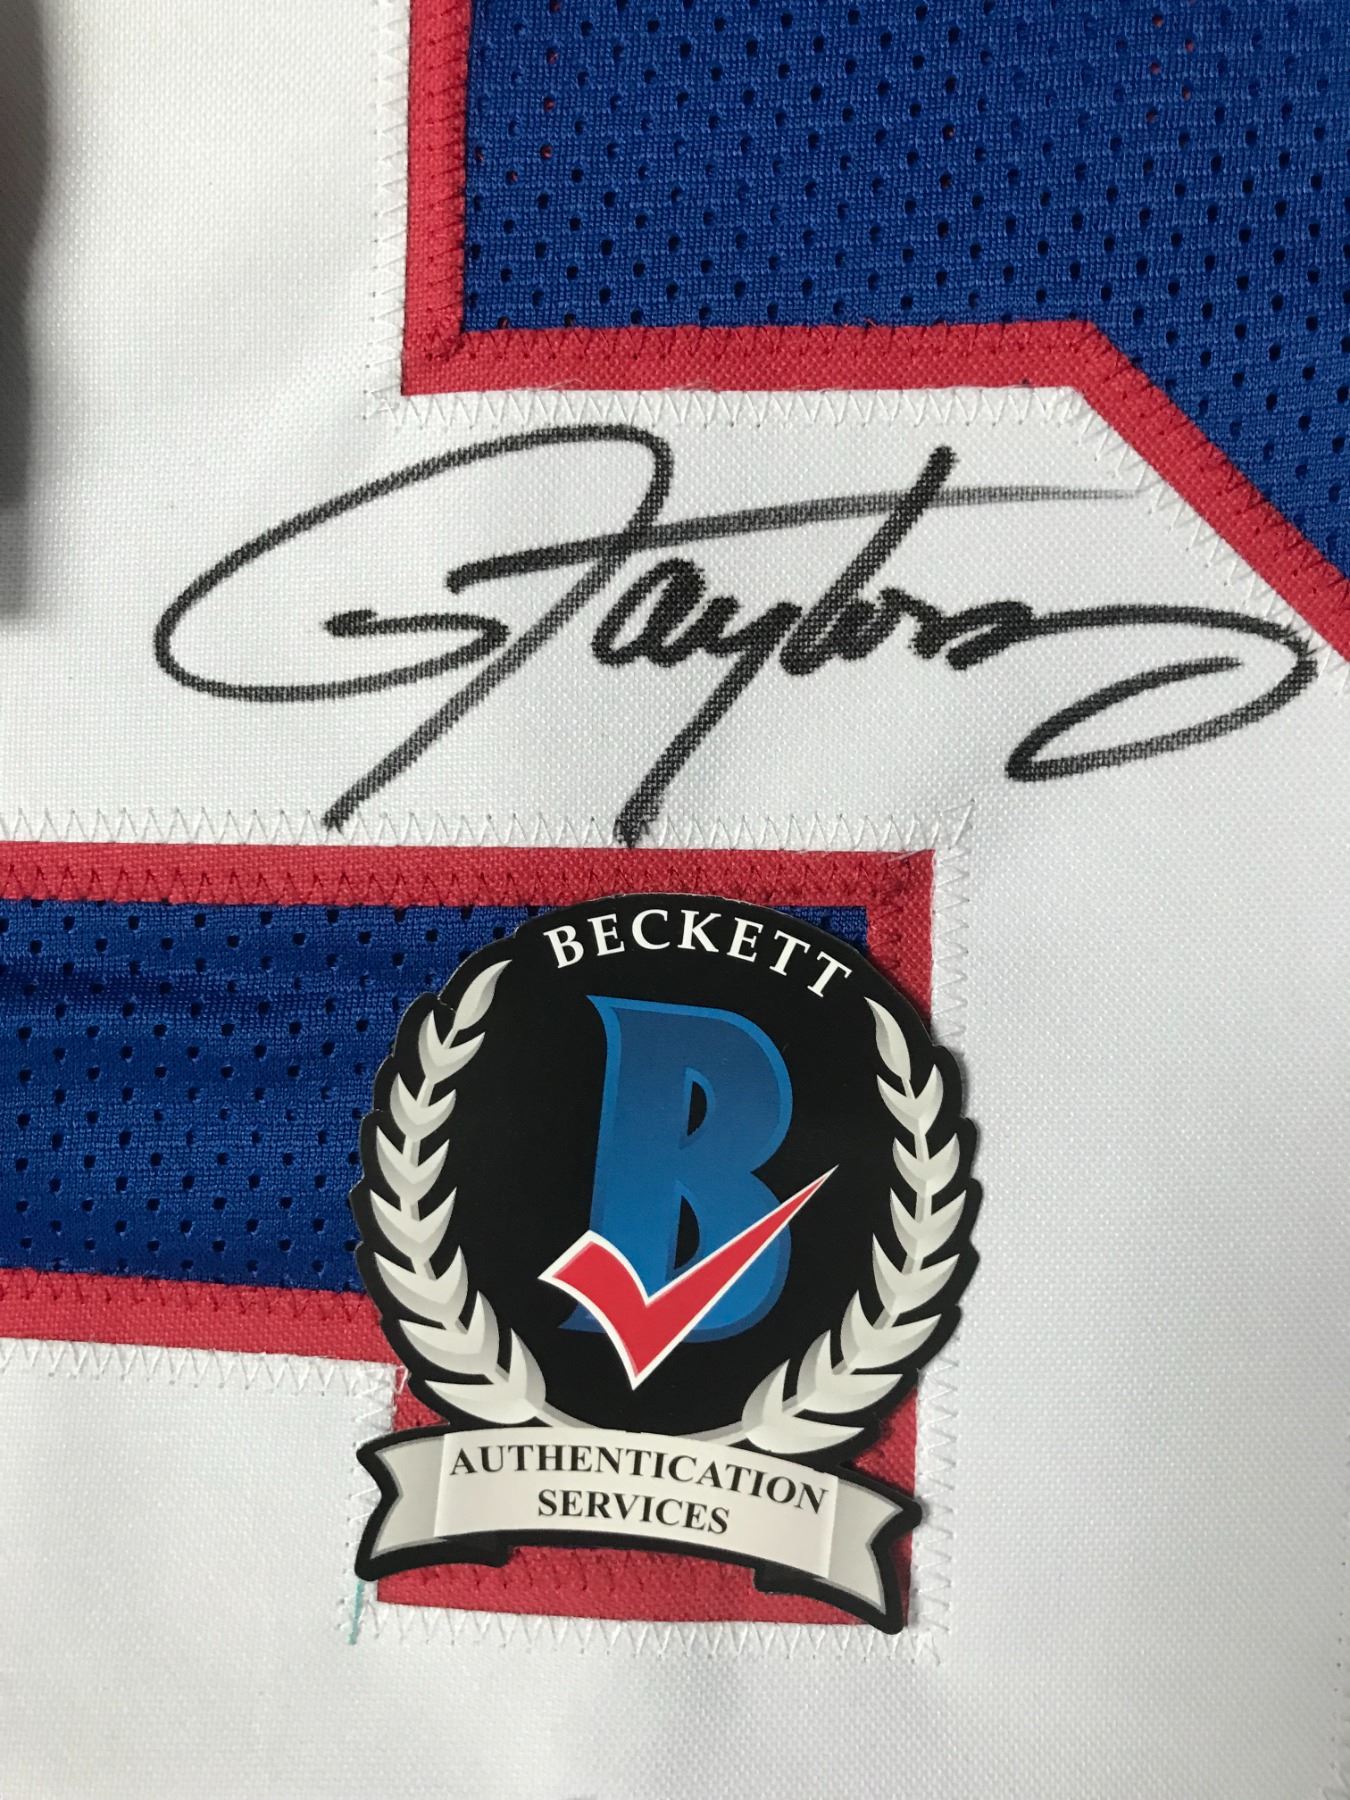 Taylor
BECKETT
B
AUTHENTICATION
SERVICES